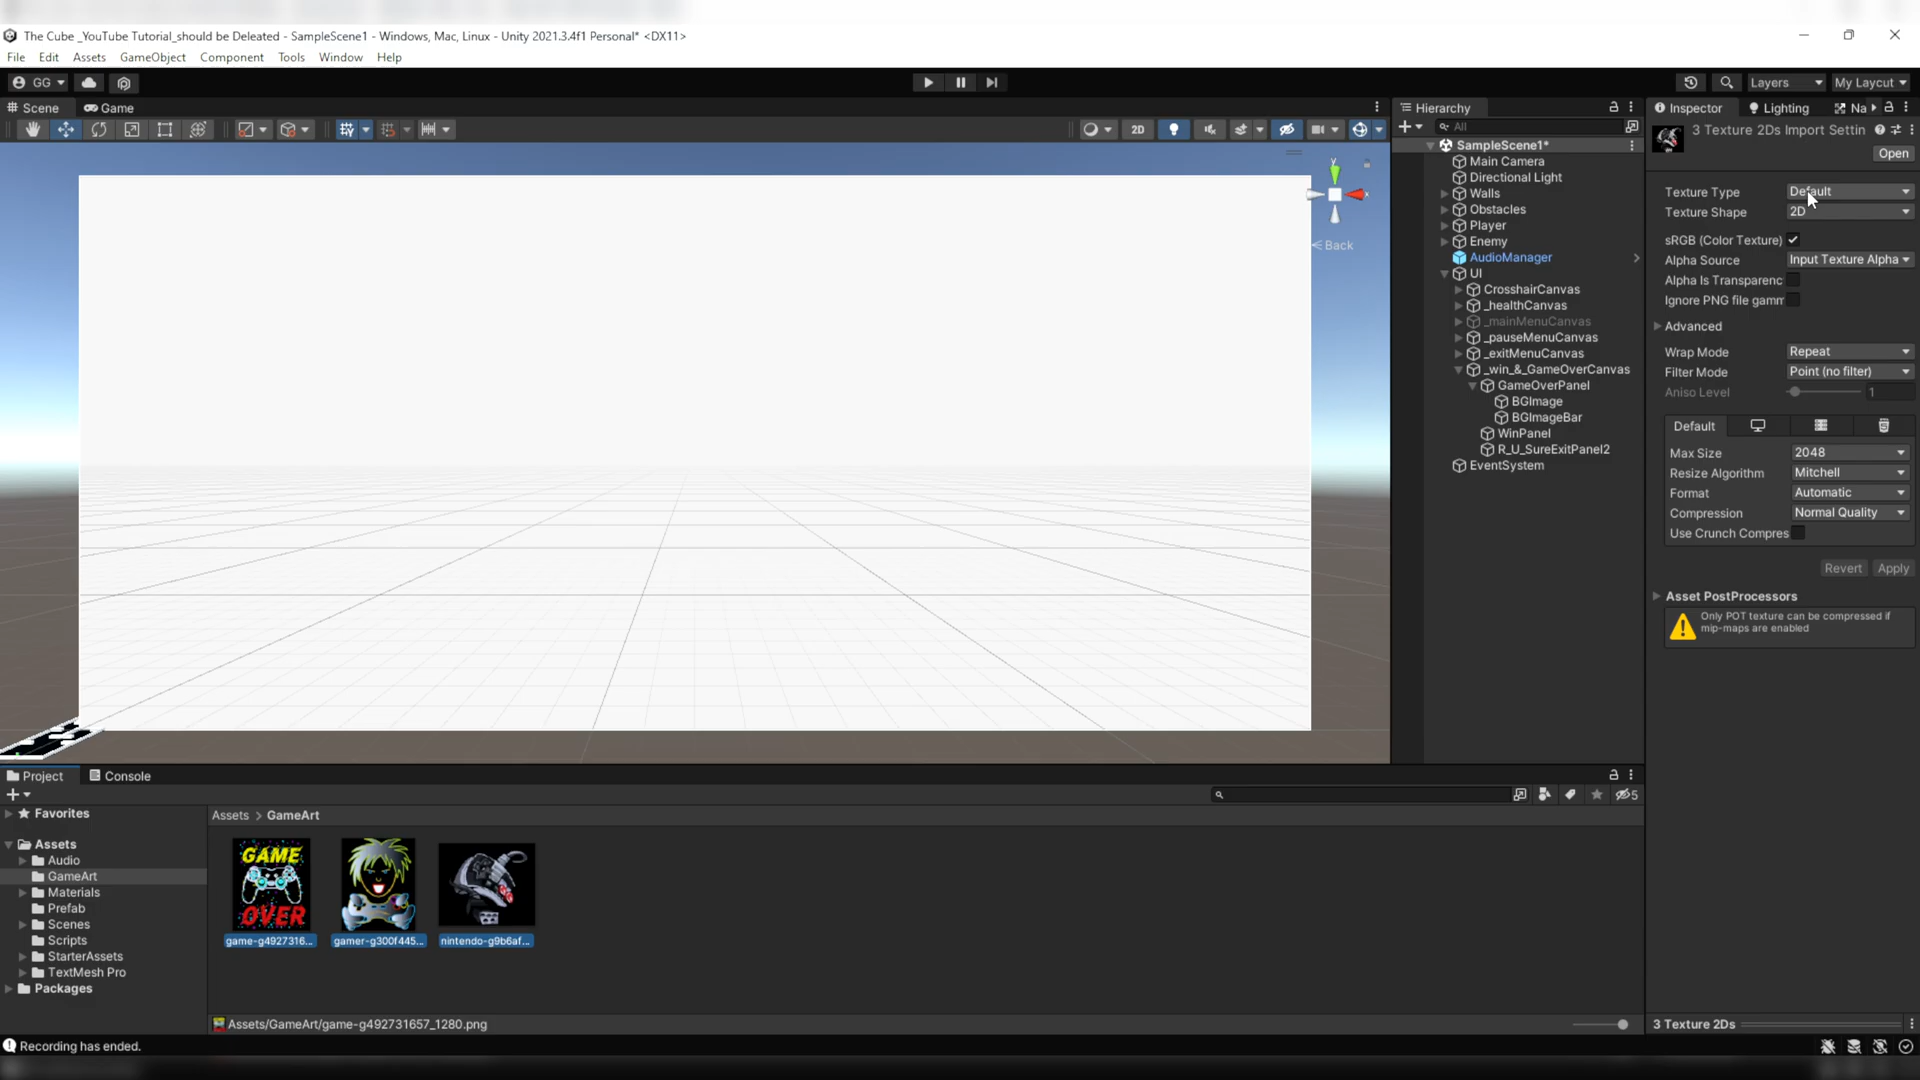 The Cube _YouTube Tutorial_should be Deleated - SampleScene1 - Windows, Mac, Linux - Unity 2021.3.4f1 Personal* <DX11>
File Edit Assets GameObject Component Tools Window Help
GG Layers My Laycut
Scene Game
2D
y
x
Back
Hierarchy
All
SampleScene1*
Main Camera
Directional Light
Walls
Obstacles
Player
Enemy
AudioManager
UI
CrosshairCanvas
_healthCanvas
_mainMenuCanvas
_pauseMenuCanvas
_exitMenuCanvas
_win_&_GameOverCanvas
GameOverPanel
BGImage
BGImageBar
WinPanel
R_U_SureExitPanel2
EventSystem
Inspector Lighting Na
3 Texture 2Ds Import Settin
Open
Texture Type Default
Texture Shape 2D
sRGB (Color Texture)
Alpha Source Input Texture Alpha
Alpha Is Transparenc
Ignore PNG file gamm
Advanced
Wrap Mode Repeat
Filter Mode Point (no filter)
Aniso Level 1
Default
Max Size 2048
Resize Algorithm Mitchell
Format Automatic
Compression Normal Quality
Use Crunch Compres
Revert Apply
Asset PostProcessors
Only POT texture can be compressed if
mip-maps are enabled
Project Console
5
Favorites
Assets
Audio
GameArt
Materials
Prefab
Scenes
Scripts
StarterAssets
TextMesh Pro
Packages
Assets > GameArt
GAME
OVER
game-g4927316...
gamer-g300f445...
nintendo-g9b6af...
Assets/GameArt/game-g492731657_1280.png
3 Texture 2Ds
Recording has ended.